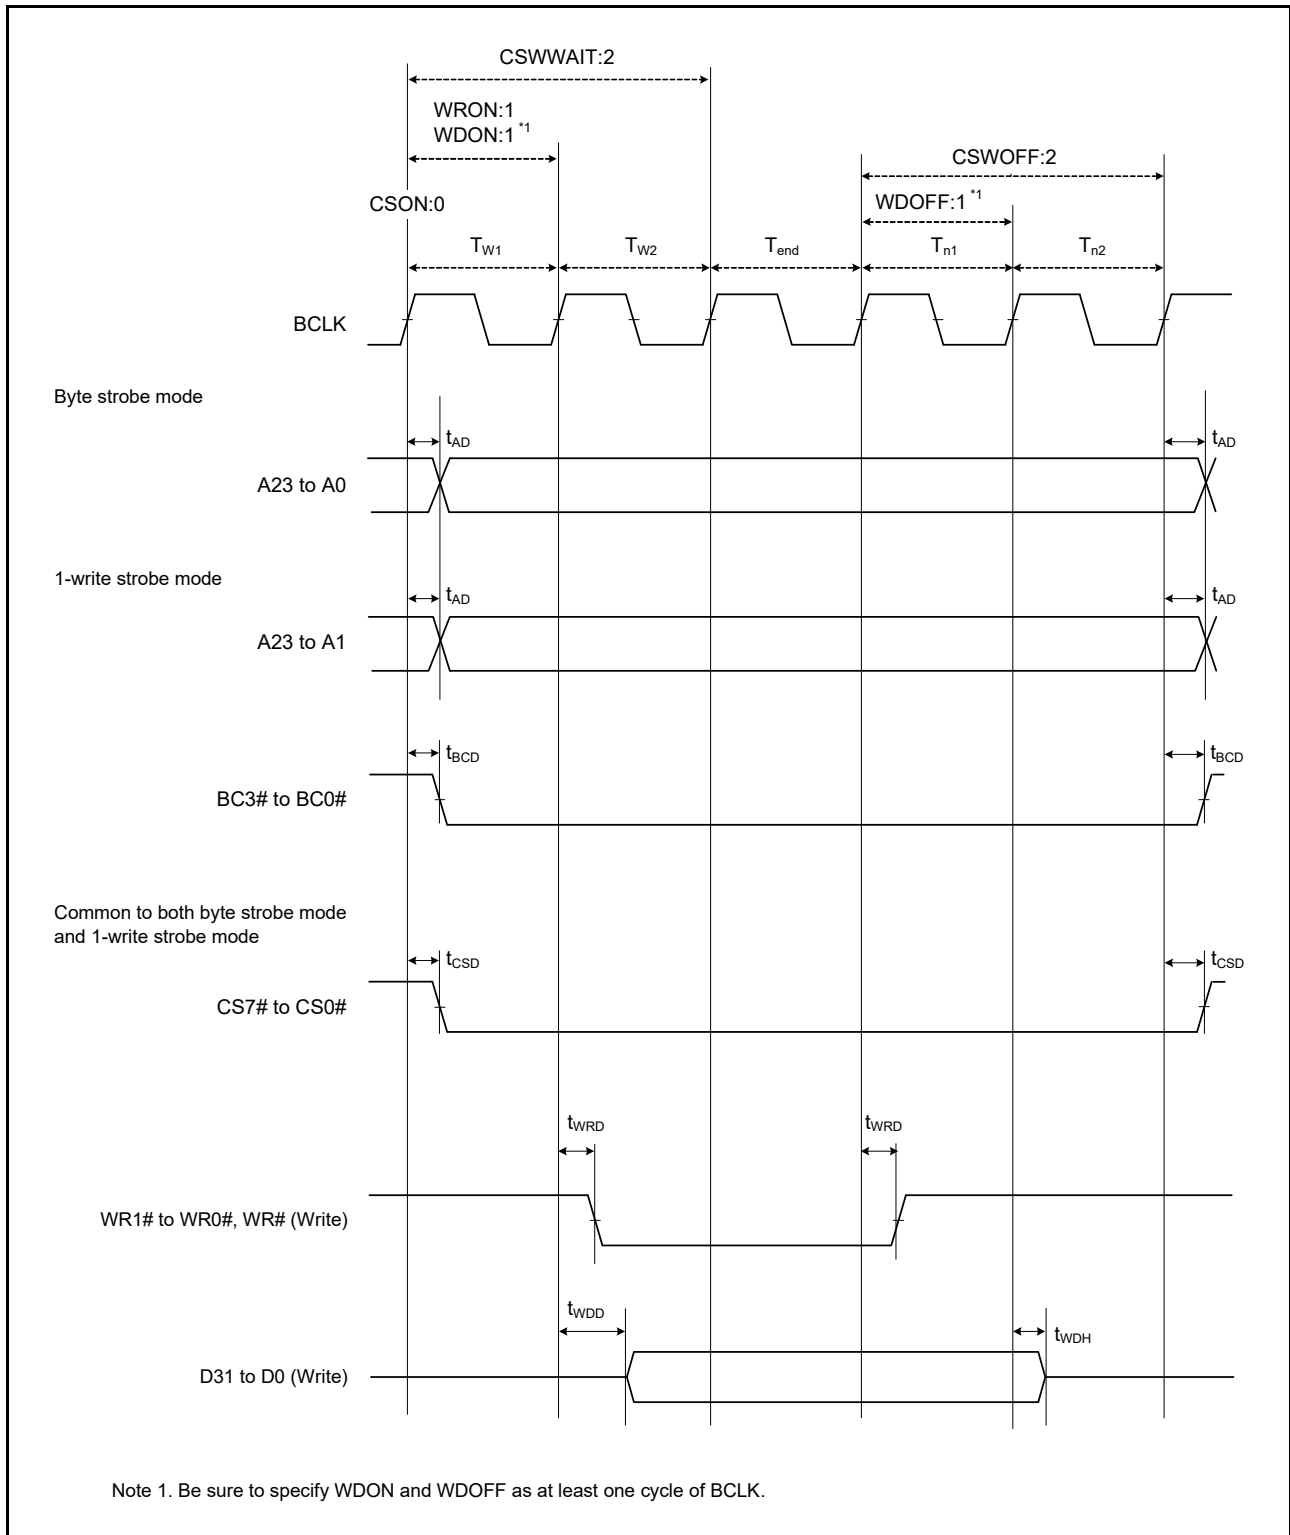 CSWWAIT:2
WRON:1
WDON:1 *1
CSWOFF:2
CSON:0
WDOFF:1 *1
TW1 TW2 Tend Tn1 Tn2
BCLK
Byte strobe mode
tAD tAD
A23 to A0
1-write strobe mode
tAD tAD
A23 to A1
tBCD tBCD
BC3# to BC0#
Common to both byte strobe mode
and 1-write strobe mode
tCSD tCSD
CS7# to CS0#
tWRD tWRD
WR1# to WR0#, WR# (Write)
tWDD
tWDH
D31 to D0 (Write)
Note 1. Be sure to specify WDON and WDOFF as at least one cycle of BCLK.